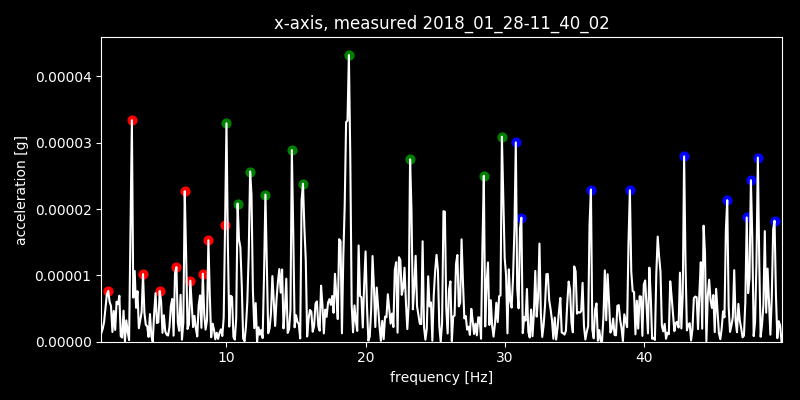 x-axis, measured 2018_01_28-11_40_02
0.00004
0.00003
0.00002
0.00001
0.00000
acceleration [g]
10 20 30 40
frequency [Hz]